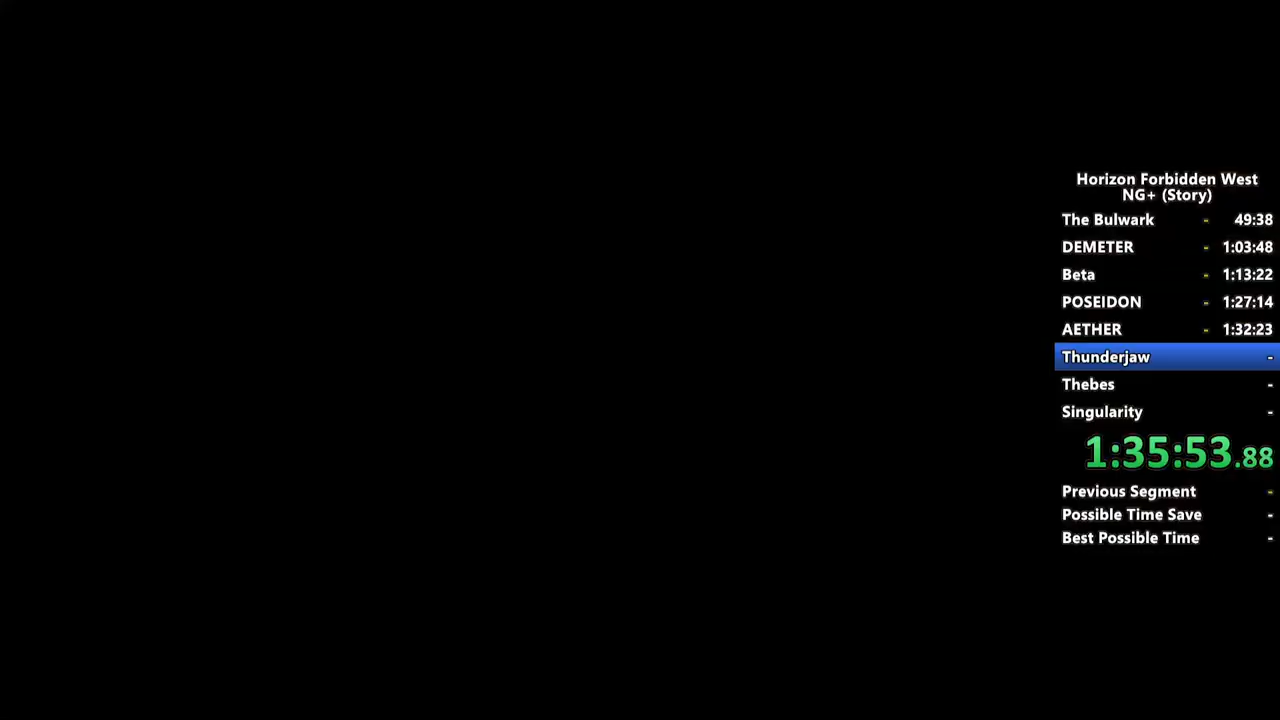 Horizon Forbidden West
NG+ (Story)
The Bulwark - 49:38
DEMETER - 1:03:48
Beta - 1:13:22
POSEIDON - 1:27:14
AETHER - 1:32:23
Thunderjaw -
Thebes -
Singularity -
1:35:53.88
Previous Segment -
Possible Time Save -
Best Possible Time -